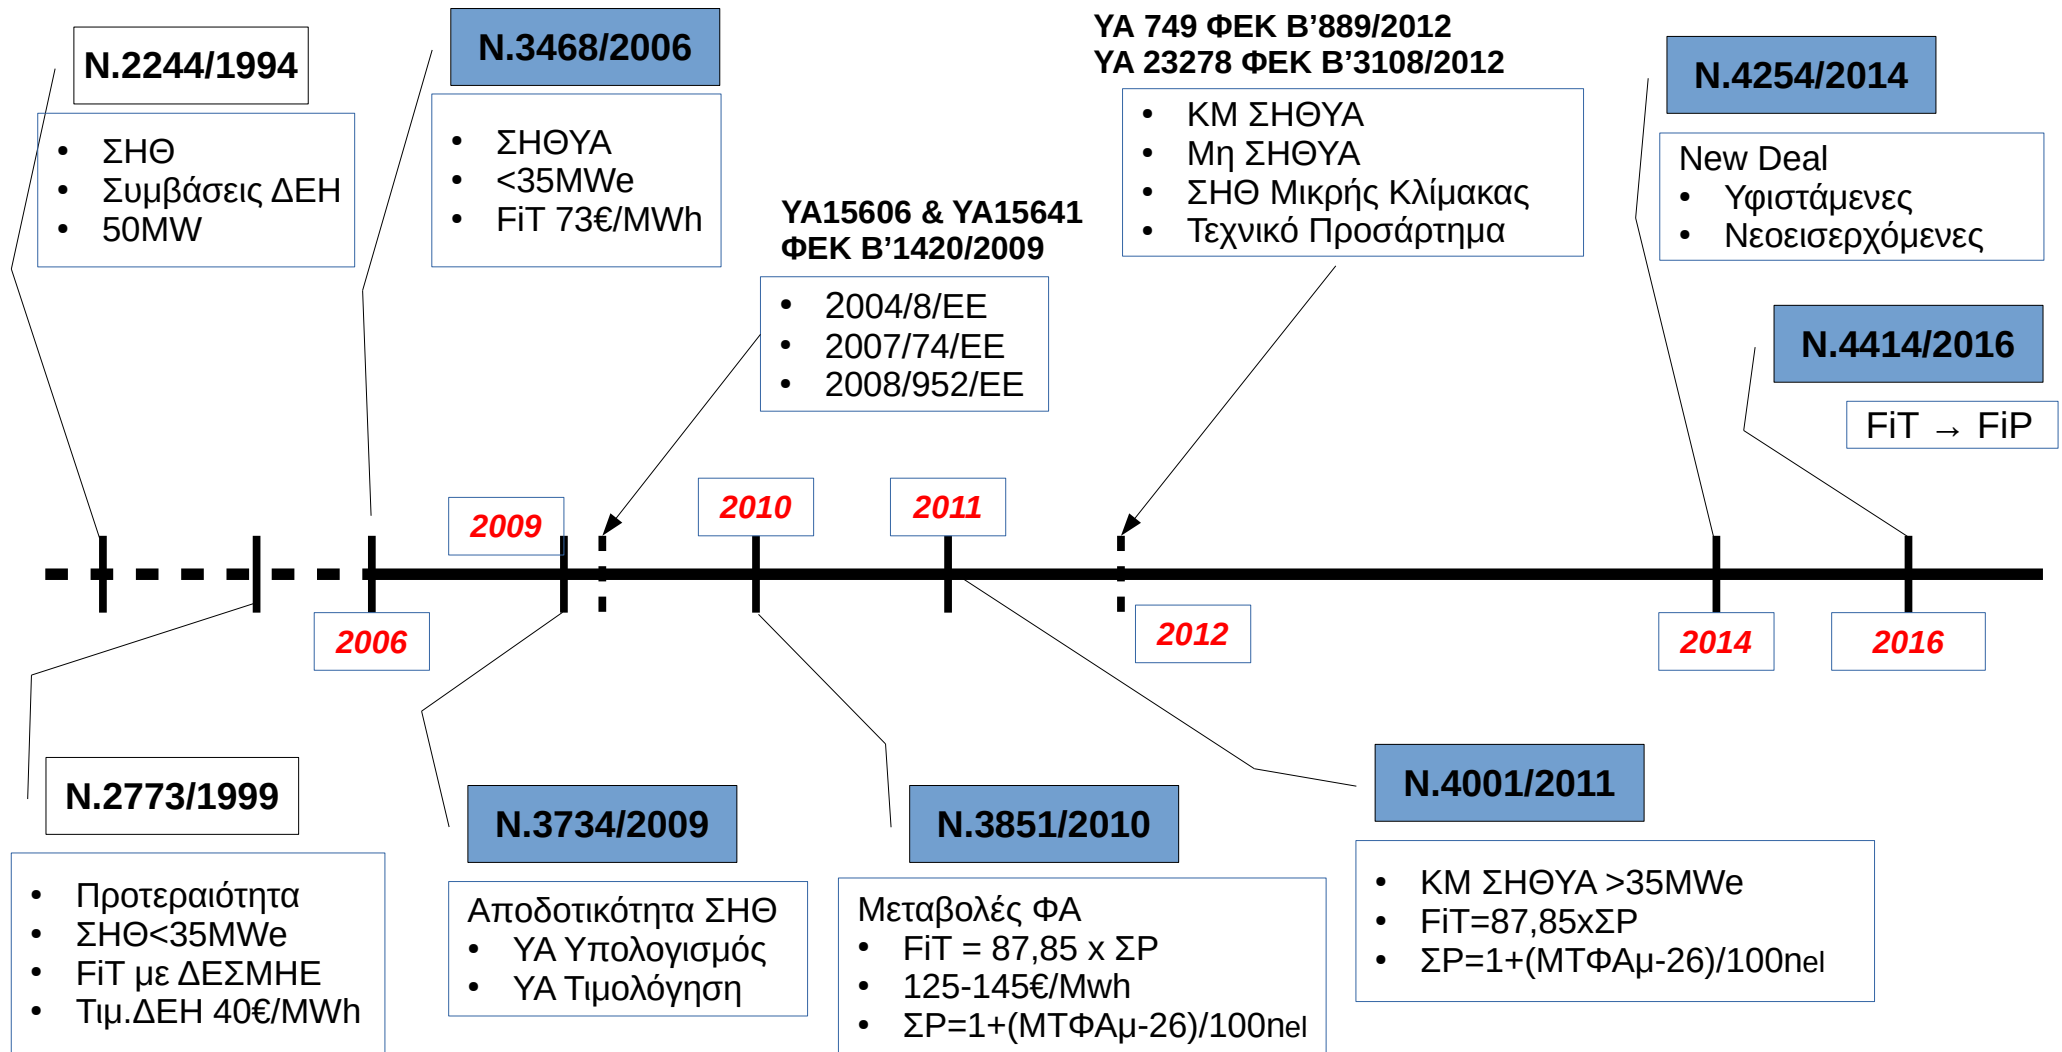 N.2244/1994
• ΣΗΘ
• Συμβάσεις ΔΕΗ
• 50MW
N.3468/2006
• ΣΗΘΥΑ
• <35MWe
• FiT 73€/MWh
ΥΑ15606 & ΥΑ15641
ΦΕΚ Β’1420/2009
• 2004/8/ΕΕ
• 2007/74/ΕΕ
• 2008/952/ΕΕ
ΥΑ 749 ΦΕΚ Β’889/2012
ΥΑ 23278 ΦΕΚ Β’3108/2012
• ΚΜ ΣΗΘΥΑ
• Μη ΣΗΘΥΑ
• ΣΗΘ Μικρής Κλίμακας
• Τεχνικό Προσάρτημα
N.4254/2014
New Deal
• Υφιστάμενες
• Νεοεισερχόμενες
N.4414/2016
FiT → FiP
2009
2010
2011
2006
2012
2014
2016
N.2773/1999
• Προτεραιότητα
• ΣΗΘ<35MWe
• FiT με ΔΕΣΜΗΕ
• Τιμ.ΔΕΗ 40€/MWh
N.3734/2009
Αποδοτικότητα ΣΗΘ
• ΥΑ Υπολογισμός
• ΥΑ Τιμολόγηση
N.3851/2010
Μεταβολές ΦΑ
• FiT = 87,85 x ΣΡ
• 125-145€/Mwh
• ΣΡ=1+(ΜΤΦΑμ-26)/100nel
N.4001/2011
• ΚΜ ΣΗΘΥΑ >35MWe
• FiT=87,85xΣΡ
• ΣΡ=1+(ΜΤΦΑμ-26)/100nel